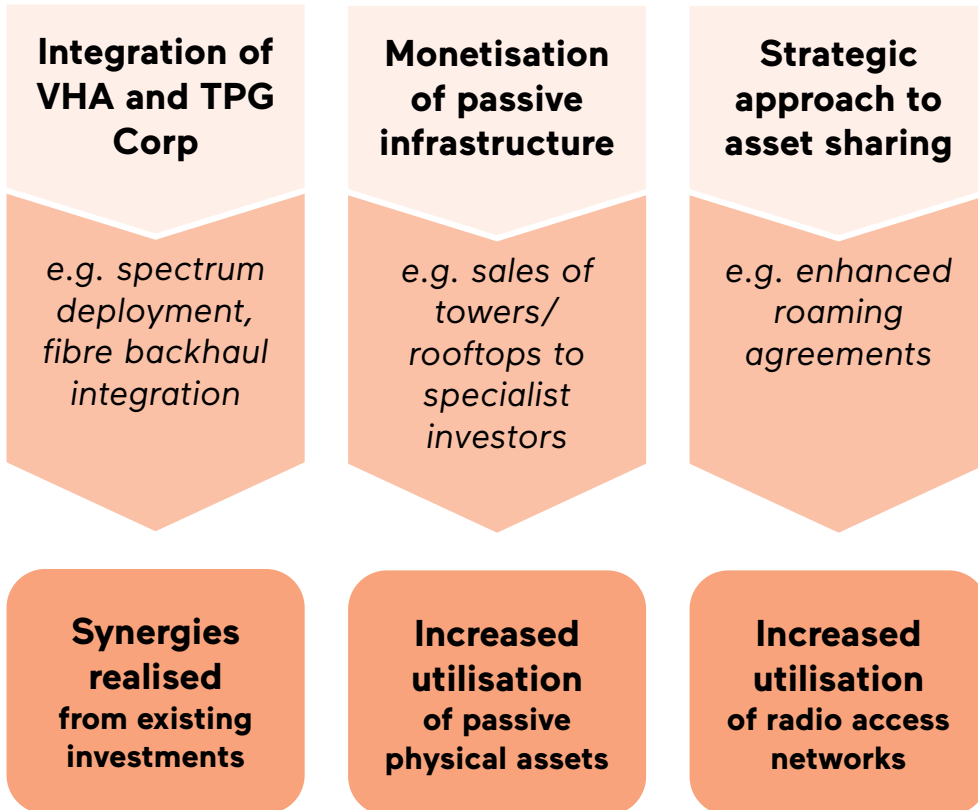 Integration of
VHA and TPG
Corp
e.g. spectrum
deployment,
fibre backhaul
integration
Synergies
realised
from existing
investments
Monetisation
of passive
infrastructure
e.g. sales of
towers/
rooftops to
specialist
investors
Increased
utilisation
of passive
physical assets
Strategic
approach to
asset sharing
e.g. enhanced
roaming
agreements
Increased
utilisation
of radio access
networks